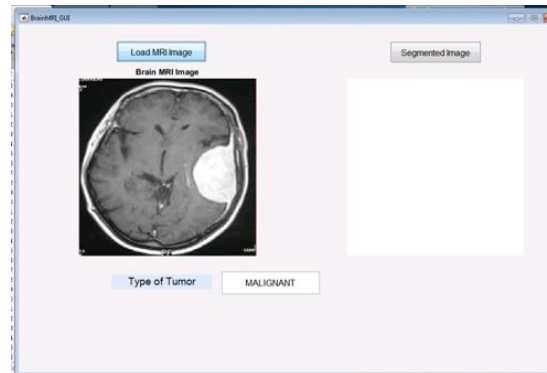 BrainMRI_GUI
Load MRI Image
Segmented Image
Brain MRI Image
Type of Tumor
MALIGNANT